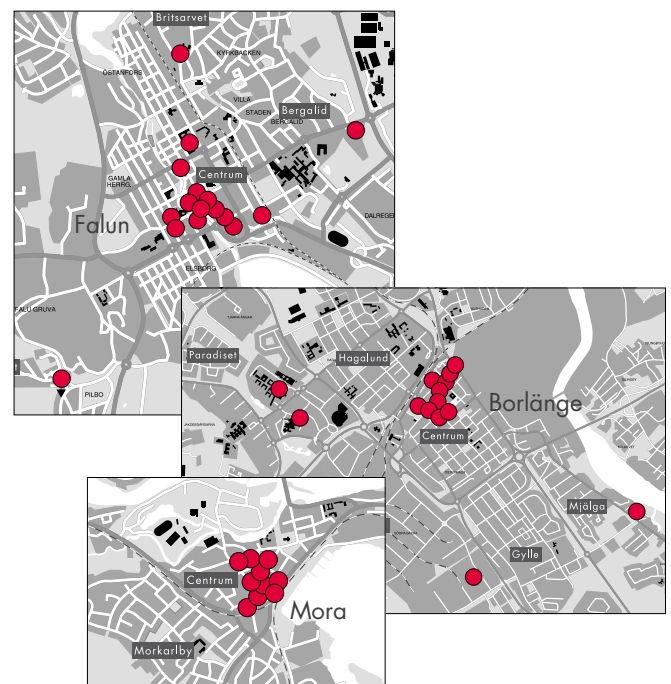 Britsarvet
KYRKBACKEN
ÖSTANFORS
VILLA
STADEN
Bergalid
BERGALID
Centrum
GAMLA
HERRG.
Falun
DALREGEM
ELSBORG
FALU GRUVA
PILBO
Paradiset
Hagalund
Borlänge
Centrum
Mjälga
Gylle
Centrum
Mora
Morkarlby